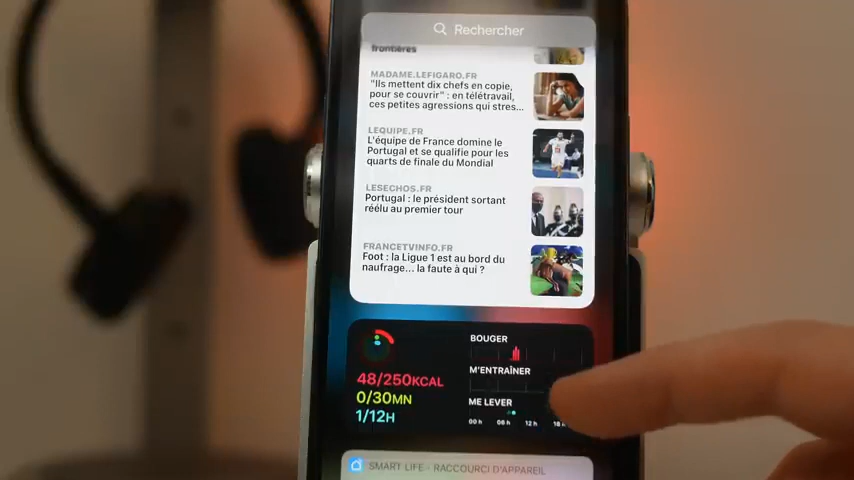 Rechercher
frontières
MADAME.LEFIGARO.FR
"Ils mettent dix chefs en copie,
pour se couvrir" : en télétravail,
ces petites agressions qui stres...
LEQUIPE.FR
L'équipe de France domine le
Portugal et se qualifie pour les
quarts de finale du Mondial
LESECHOS.FR
Portugal : le président sortant
réélu au premier tour
FRANCETVINFO.FR
Foot : la Ligue 1 est au bord du
naufrage... la faute à qui ?
BOUGER
M'ENTRAÎNER
48/250KCAL
0/30MN
ME LEVER
1/12H
00 h 06 h 12 h 18
SMART LIFE - RACCOURCI D'APPAREIL